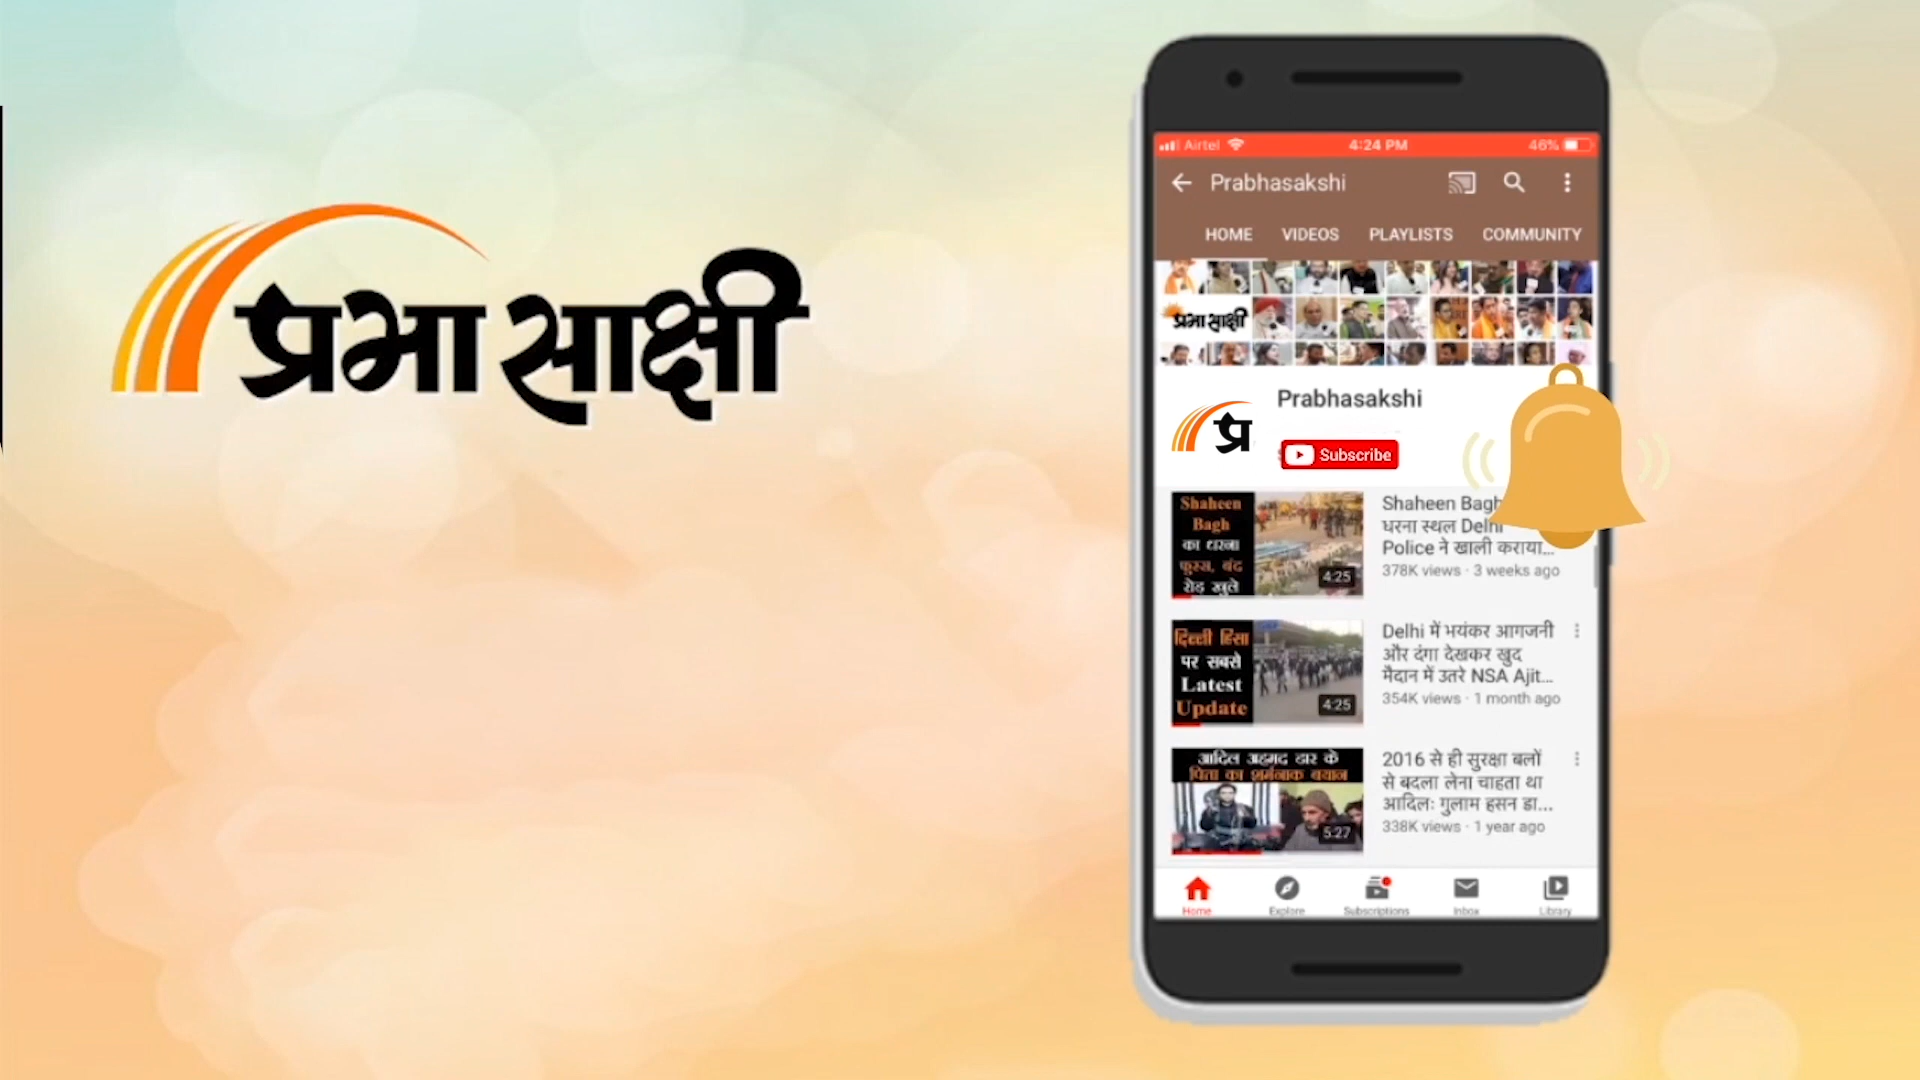 प्रभा साक्षी
Airtel 4:24 PM 46%
Prabhasakshi
HOME VIDEOS PLAYLISTS COMMUNITY
प्रभा साक्षी
Prabhasakshi
प्र
Subscribe
Shaheen
Bagh
का धरना
फुस्स, बंद
रोड़ खुले
4:25
Shaheen Bagh
धरना स्थल Delhi
Police ने खाली कराया...
378K views · 3 weeks ago
दिल्ली हिंसा
पर सबसे
Latest
Update
4:25
Delhi में भयंकर आगजनी
और दंगा देखकर खुद
मैदान में उतरे NSA Ajit...
354K views · 1 month ago
आदिल अहमद डार के
पिता का शर्मनाक बयान
5:27
2016 से ही सुरक्षा बलों
से बदला लेना चाहता था
आदिलः गुलाम हसन डा...
338K views · 1 year ago
Home Explore Subscriptions Inbox Library